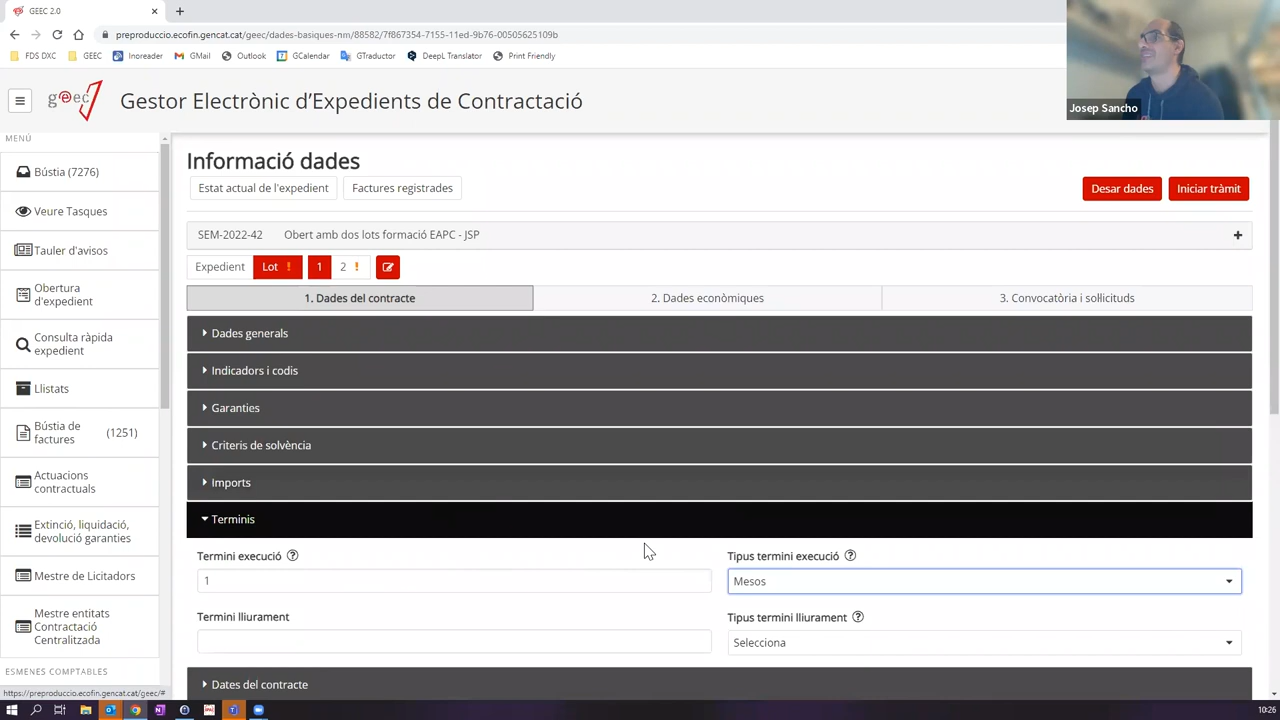 GEEC 2.0
preproduccio.ecofin.gencat.cat/geec/dades-basiques-nm/88582/7f867354-7155-11ed-9b76-00505625109b
FDS DXC
GEEC
Inoreader
GMail
Outlook
GCalendar
GTraductor
DeepL Translator
Print Friendly
Josep Sancho
geec
Gestor Electrònic d'Expedients de Contractació
MENÚ
Bústia (7276)
Veure Tasques
Tauler d'avisos
Obertura
d'expedient
Consulta ràpida
expedient
Llistats
Bústia de
factures
(1251)
Actuacions
contractuals
Extinció, liquidació,
devolució garanties
Mestre de Licitadors
Mestre entitats
Contractació
Centralitzada
ESMENES COMPTABLES
https://preproduccio.ecofin.gencat.cat/geec/#
Informació dades
Estat actual de l'expedient
Factures registrades
Desar dades
Iniciar tràmit
SEM-2022-42 Obert amb dos lots formació EAPC - JSP
Expedient
Lot !
1
2 !
1. Dades del contracte
2. Dades econòmiques
3. Convocatòria i sol·licituds
Dades generals
Indicadors i codis
Garanties
Criteris de solvència
Imports
Terminis
Termini execució
Tipus termini execució
1
Mesos
Termini lliurament
Tipus termini lliurament
Selecciona
Dates del contracte
10:26